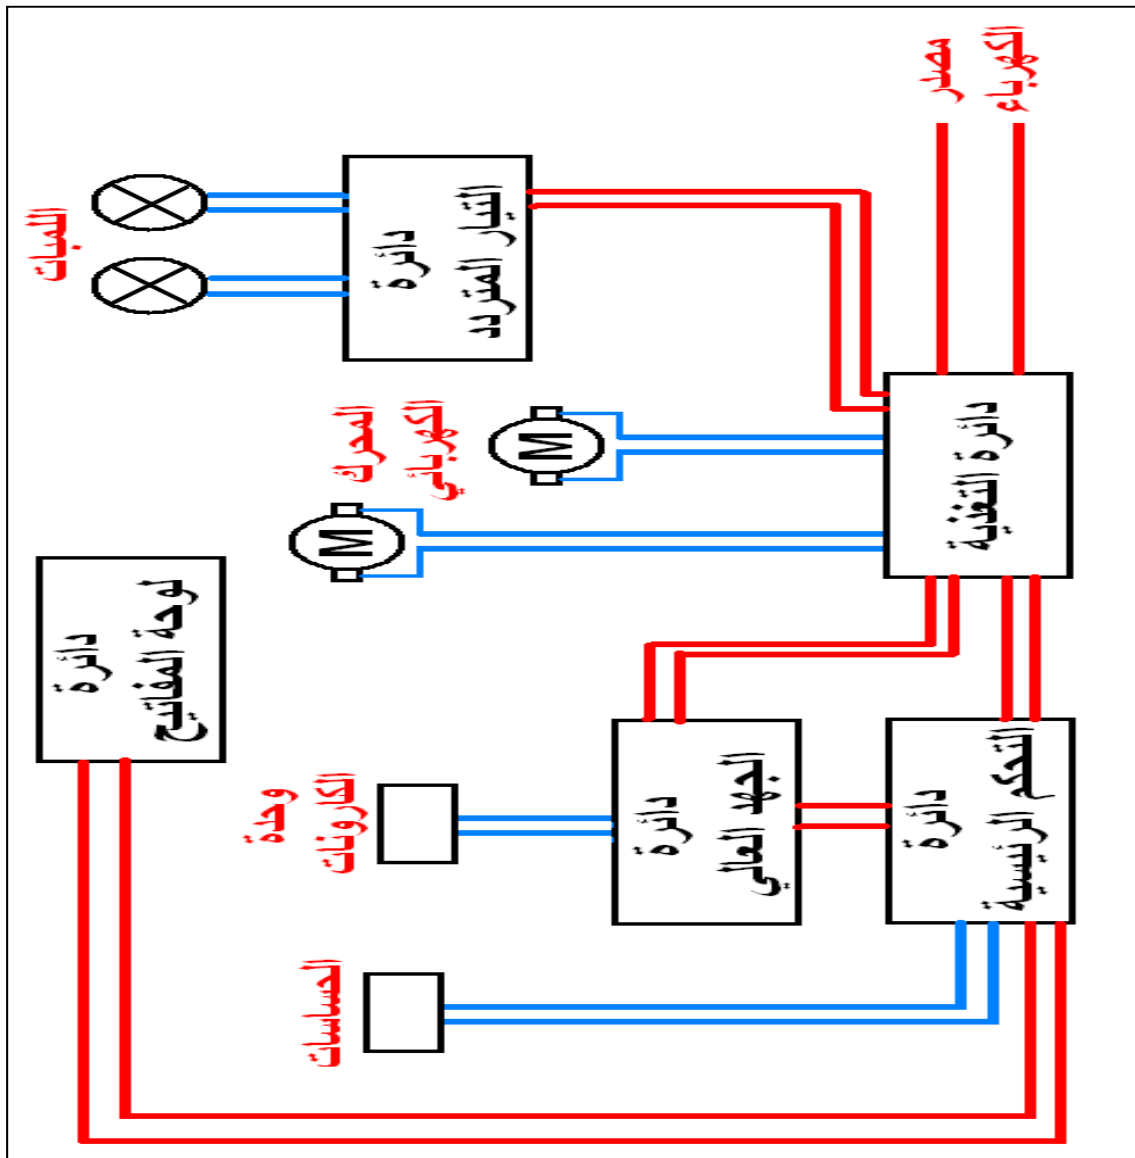 اللمبات
دائرة
لوحة المفاتيح
وحدة
الكارونات
الحساسات
المحرك
الكهربائي
M
M
دائرة
التيار المتردد
دائرة
الجهد العالي
مصدر
الكهرباء
دائرة التغذية
دائرة
التحكم الرئيسية